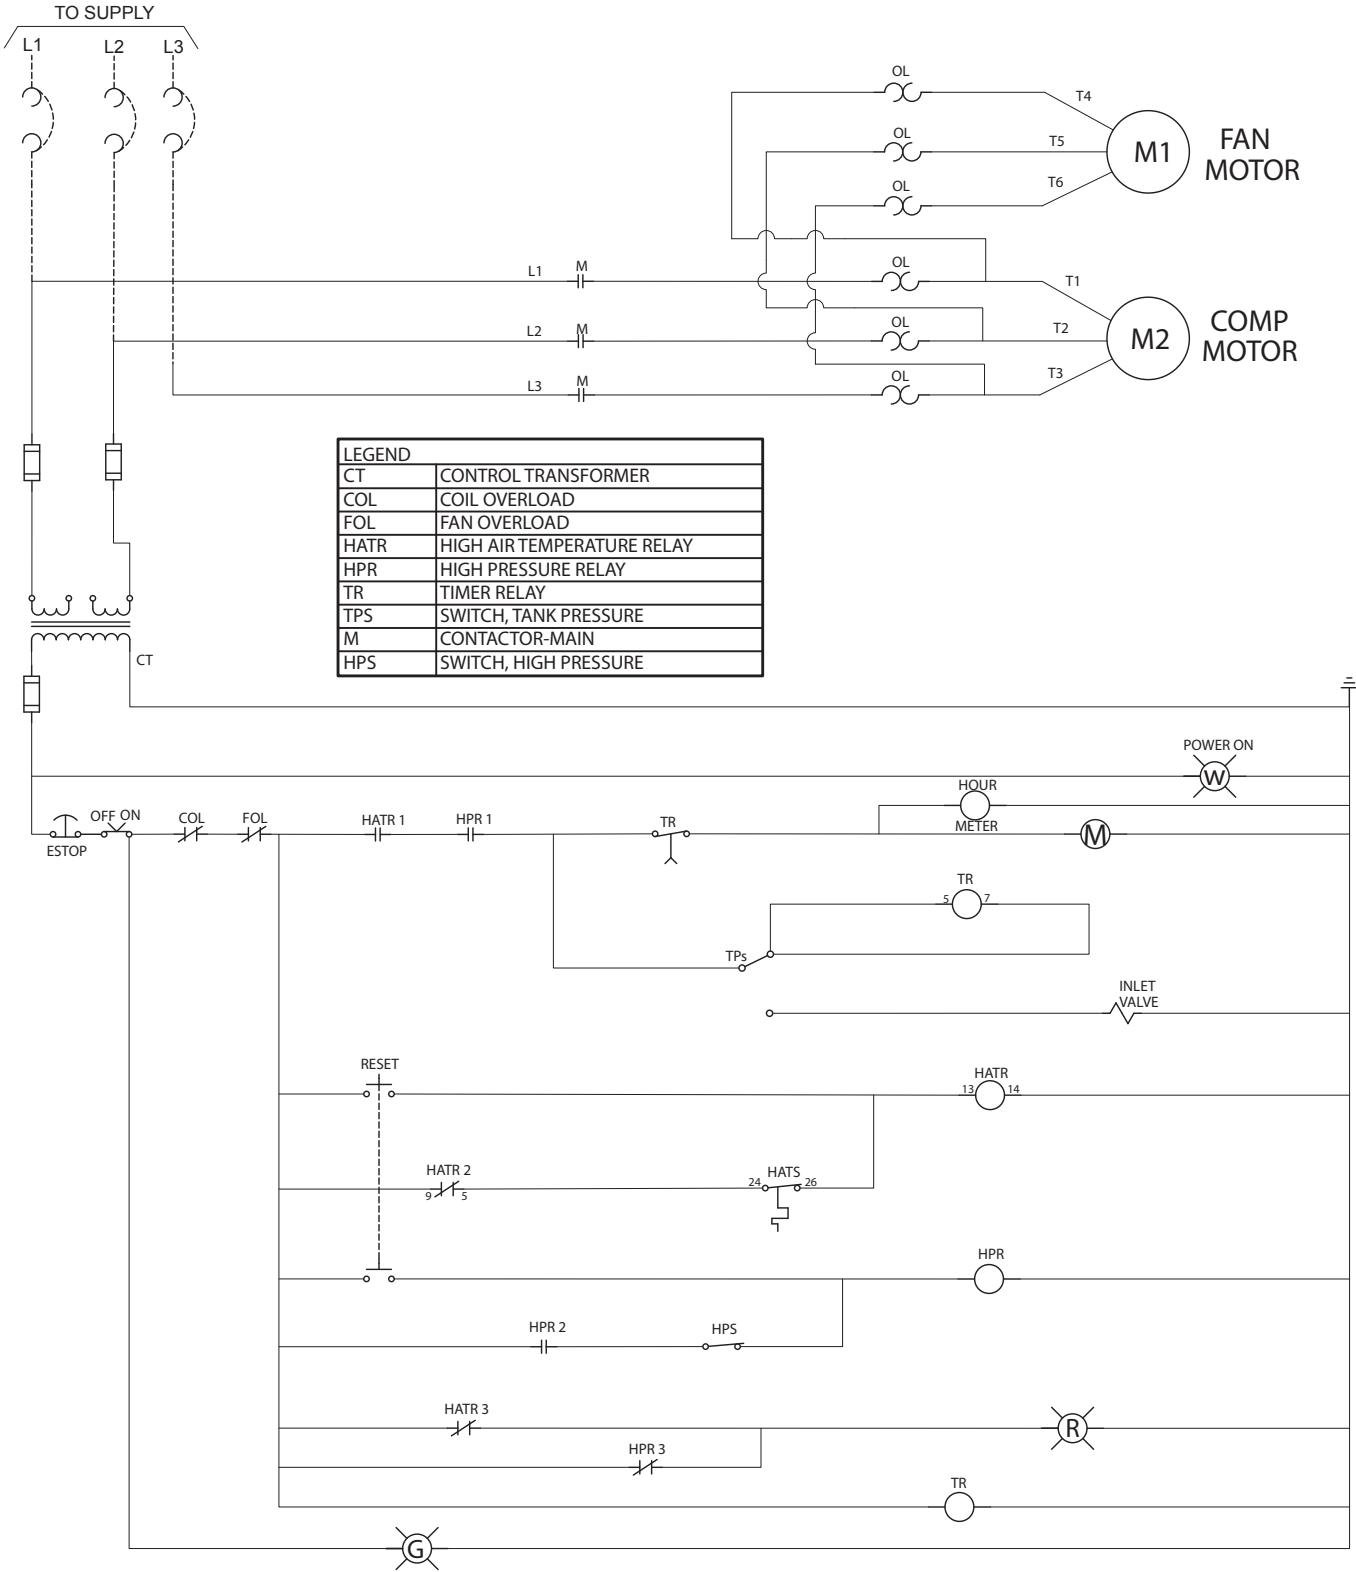 TO SUPPLY
L1 L2 L3
OL
T4
OL
T5
M1
FAN
MOTOR
OL
T6
L1 M
OL
T1
L2 M
OL
T2
M2
COMP
MOTOR
L3 M
OL
T3
LEGEND
CT CONTROL TRANSFORMER
COL COIL OVERLOAD
FOL FAN OVERLOAD
HATR HIGH AIR TEMPERATURE RELAY
HPR HIGH PRESSURE RELAY
TR TIMER RELAY
TPS SWITCH, TANK PRESSURE
M CONTACTOR-MAIN
HPS SWITCH, HIGH PRESSURE
CT
POWER ON
W
HOUR
METER
ESTOP
OFF ON
COL
FOL
HATR 1
HPR 1
TR
M
TR
5 7
TPs
INLET
VALVE
RESET
HATR
13 14
HATR 2
9 5
HATS
24 26
HPR
HPR 2
HPS
HATR 3
R
HPR 3
TR
G